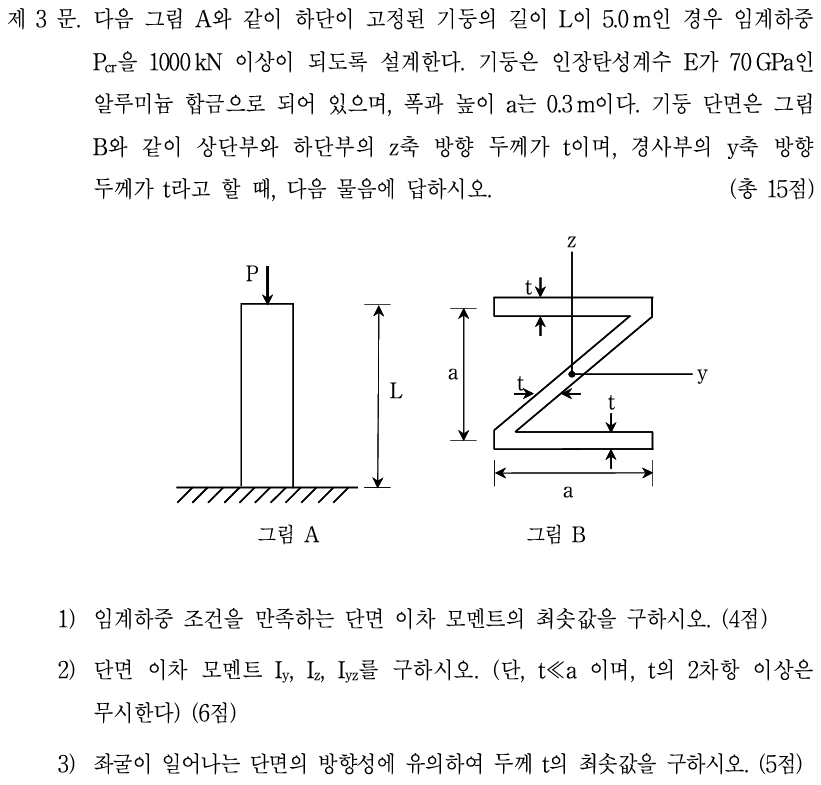 제 3 문. 다음 그림 A와 같이 하단이 고정된 기둥의 길이 L이 5.0 m인 경우 임계하중
Pcr을 1000 kN 이상이 되도록 설계한다. 기둥은 인장탄성계수 E가 70 GPa인
알루미늄 합금으로 되어 있으며, 폭과 높이 a는 0.3 m이다. 기둥 단면은 그림
B와 같이 상단부와 하단부의 z축 방향 두께가 t이며, 경사부의 y축 방향
두께가 t라고 할 때, 다음 물음에 답하시오. (총 15점)
z
P
t
a
L
t
y
t
a
그림 A
그림 B
1) 임계하중 조건을 만족하는 단면 이차 모멘트의 최솟값을 구하시오. (4점)
2) 단면 이차 모멘트 Iy, Iz, Iyz를 구하시오. (단, t≪a 이며, t의 2차항 이상은
무시한다) (6점)
3) 좌굴이 일어나는 단면의 방향성에 유의하여 두께 t의 최솟값을 구하시오. (5점)